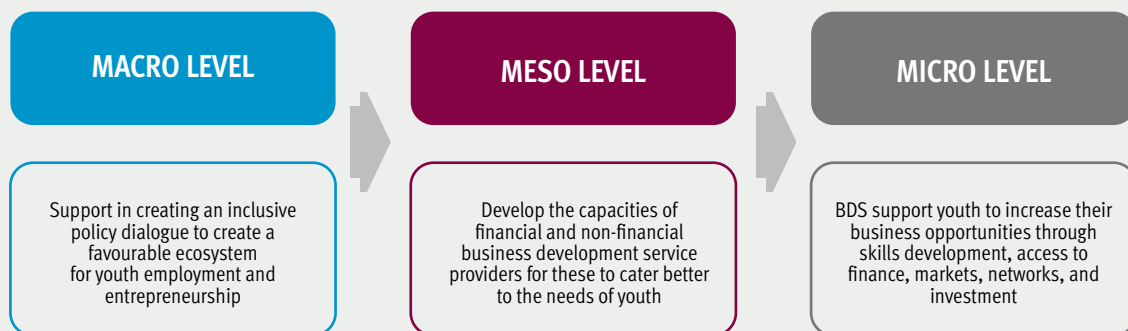 MACRO LEVEL
MESO LEVEL
MICRO LEVEL
Support in creating an inclusive
policy dialogue to create a
favourable ecosystem
for youth employment and
entrepreneurship
Develop the capacities of
financial and non-financial
business development service
providers for these to cater better
to the needs of youth
BDS support youth to increase their
business opportunities through
skills development, access to
finance, markets, networks, and
investment